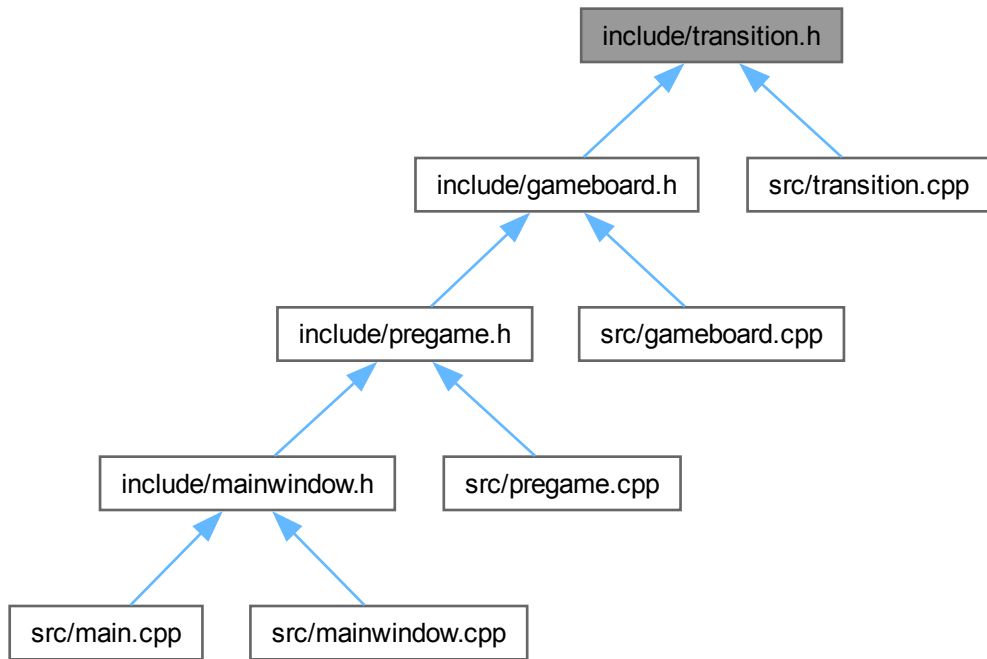 include/transition.h
include/gameboard.h
src/transition.cpp
include/pregame.h
src/gameboard.cpp
include/mainwindow.h
src/pregame.cpp
src/main.cpp
src/mainwindow.cpp